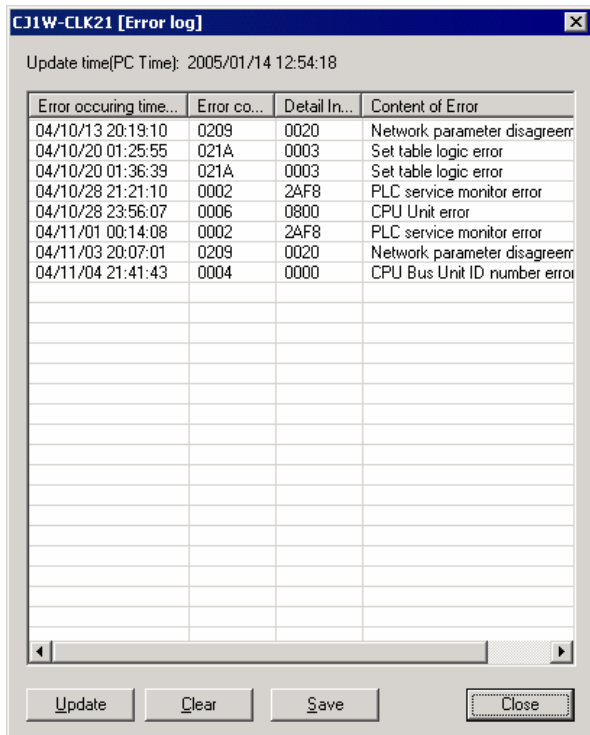 CJ1W-CLK21 [Error log]
Update time(PC Time): 2005/01/14 12:54:18
Error occuring time... Error co... Detail In... Content of Error
04/10/13 20:19:10 0209 0020 Network parameter disagreem
04/10/20 01:25:55 021A 0003 Set table logic error
04/10/20 01:36:39 021A 0003 Set table logic error
04/10/28 21:21:10 0002 2AF8 PLC service monitor error
04/10/28 23:56:07 0006 0800 CPU Unit error
04/11/01 00:14:08 0002 2AF8 PLC service monitor error
04/11/03 20:07:01 0209 0020 Network parameter disagreem
04/11/04 21:41:43 0004 0000 CPU Bus Unit ID number error
Update Clear Save Close